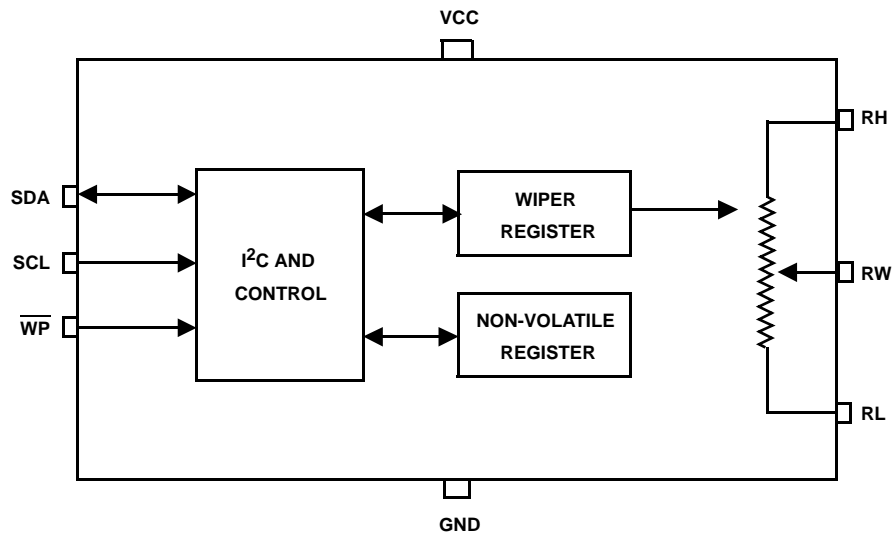 VCC
RH
SDA
WIPER
REGISTER
SCL
I²C AND
CONTROL
RW
WP
NON-VOLATILE
REGISTER
RL
GND